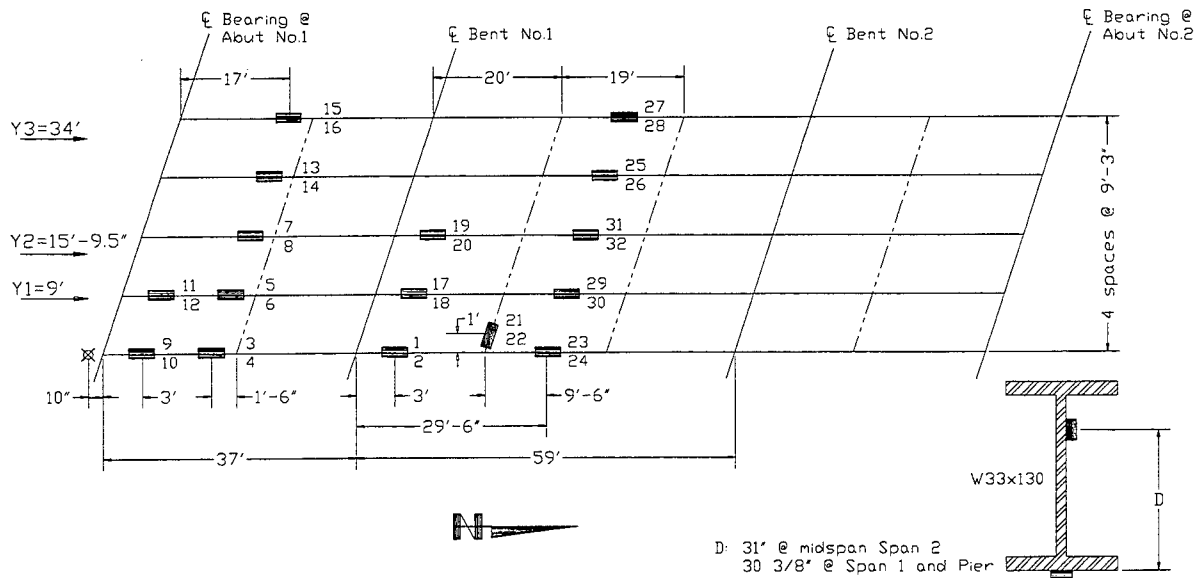 ℄ Bearing @
Abut No.1
℄ Bent No.1
℄ Bent No.2
℄ Bearing @
Abut No.2
17'
20'
19'
15
16
27
28
Y3=34'
13
14
25
26
7
8
19
20
31
32
Y2=15'-9.5"
4 spaces @ 9'-3"
Y1=9'
11
12
5
6
17
18
29
30
1'
21
22
9
10
3
4
1
2
23
24
10"
3'
1'-6"
3'
9'-6"
29'-6"
37'
59'
W33x130
D
N
D: 31" @ midspan Span 2
30 3/8" @ Span 1 and Pier